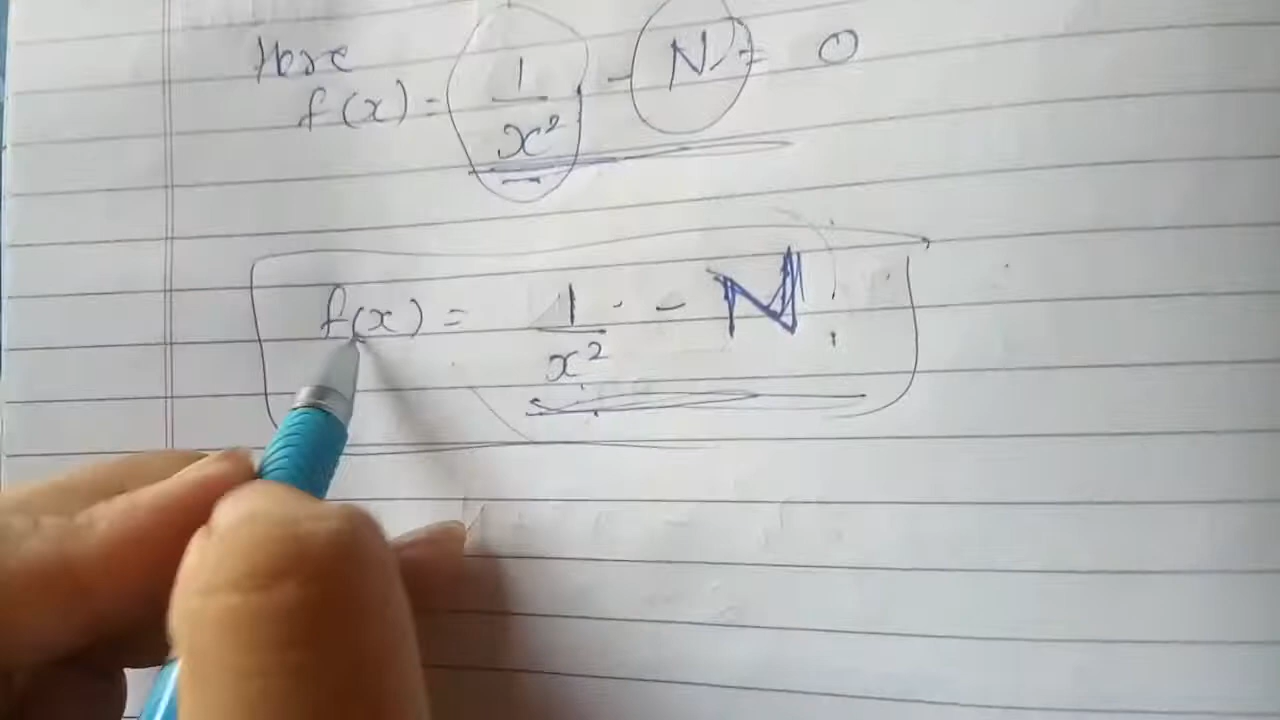 Here
f(x) = 1/x² - N = 0
f(x) = 1/x² - N